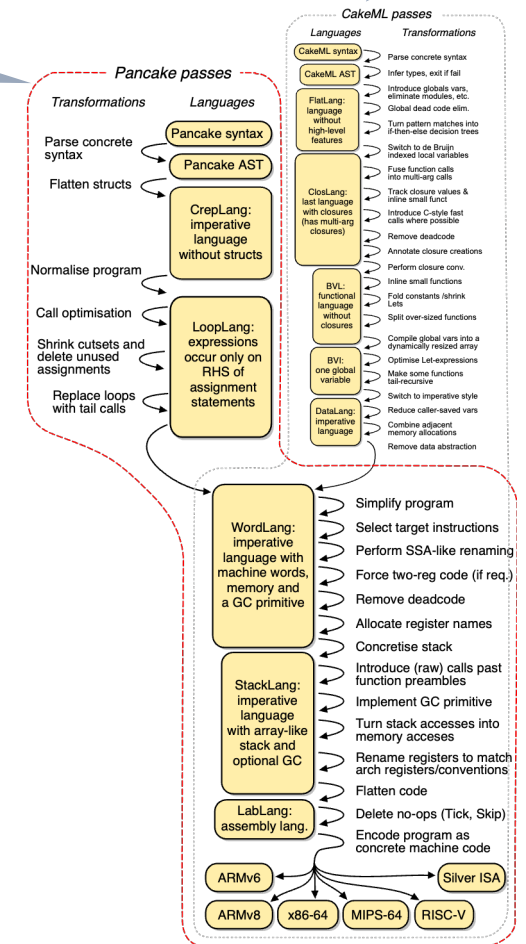 CakeML passes
Languages
Transformations
CakeML syntax
Parse concrete syntax
CakeML AST
Infer types, exit if fail
Introduce globals vars,
eliminate modules, etc.
FlatLang:
language
without
high-level
features
Global dead code elim.
Turn pattern matches into
if-then-else decision trees
Switch to de Bruijn
indexed local variables
Fuse function calls
into multi-arg calls
ClosLang:
last language
with closures
(has multi-arg
closures)
Track closure values &
inline small funct
Introduce C-style fast
calls where possible
Remove deadcode
Annotate closure creations
Perform closure conv.
BVL:
functional
language
without
closures
Inline small functions
Fold constants /shrink
Lets
Split over-sized functions
Compile global vars into a
dynamically resized array
BVI:
one global
variable
Optimise Let-expressions
Make some functions
tail-recursive
Switch to imperative style
DataLang:
imperative
language
Reduce caller-saved vars
Combine adjacent
memory allocations
Remove data abstraction
Pancake passes
Transformations
Languages
Pancake syntax
Parse concrete
syntax
Pancake AST
Flatten structs
CrepLang:
imperative
language
without structs
Normalise program
Call optimisation
LoopLang:
expressions
occur only on
RHS of
assignment
statements
Shrink cutsets and
delete unused
assignments
Replace loops
with tail calls
WordLang:
imperative
language with
machine words,
memory and
a GC primitive
Simplify program
Select target instructions
Perform SSA-like renaming
Force two-reg code (if req.)
Remove deadcode
Allocate register names
Concretise stack
StackLang:
imperative
language
with array-like
stack and
optional GC
Introduce (raw) calls past
function preambles
Implement GC primitive
Turn stack accesses into
memory acceses
Rename registers to match
arch registers/conventions
Flatten code
LabLang:
assembly lang.
Delete no-ops (Tick, Skip)
Encode program as
concrete machine code
ARMv6
Silver ISA
ARMv8
x86-64
MIPS-64
RISC-V